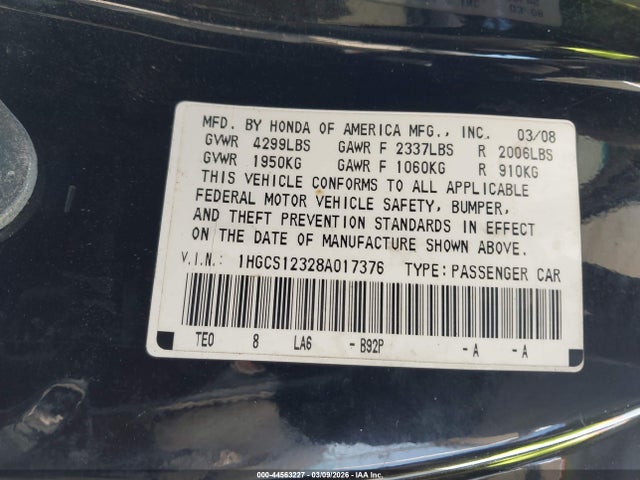 MFD. BY HONDA OF AMERICA MFG., INC. 03/08
GVWR 4299LBS GAWR F 2337LBS R 2006LBS
GVWR 1950KG GAWR F 1060KG R 910KG
THIS VEHICLE CONFORMS TO ALL APPLICABLE
FEDERAL MOTOR VEHICLE SAFETY, BUMPER,
AND THEFT PREVENTION STANDARDS IN EFFECT
ON THE DATE OF MANUFACTURE SHOWN ABOVE.
V.I.N.: 1HGCS12328A017376 TYPE: PASSENGER CAR
TE0 8 LA6 - B92P - A - A
000-44563227 - 03/09/2026 - IAA Inc.